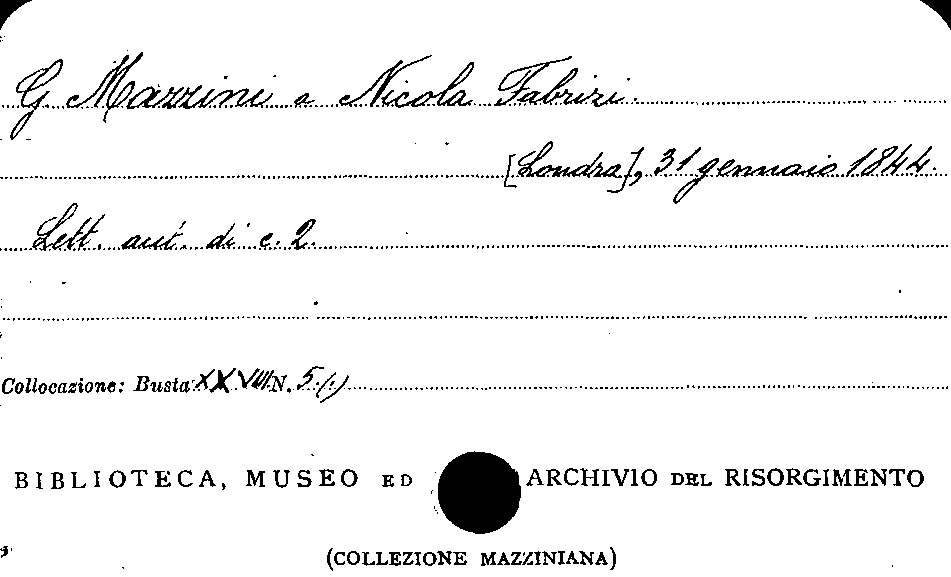 G Mazzini a Nicola Fabrizi.
[Londra], 31 gennaio 1844.
Lett. aut. di c. 2.
Collocazione: Busta XXVIII N. 5 (1)
BIBLIOTECA, MUSEO ED ARCHIVIO DEL RISORGIMENTO
(COLLEZIONE MAZZINIANA)